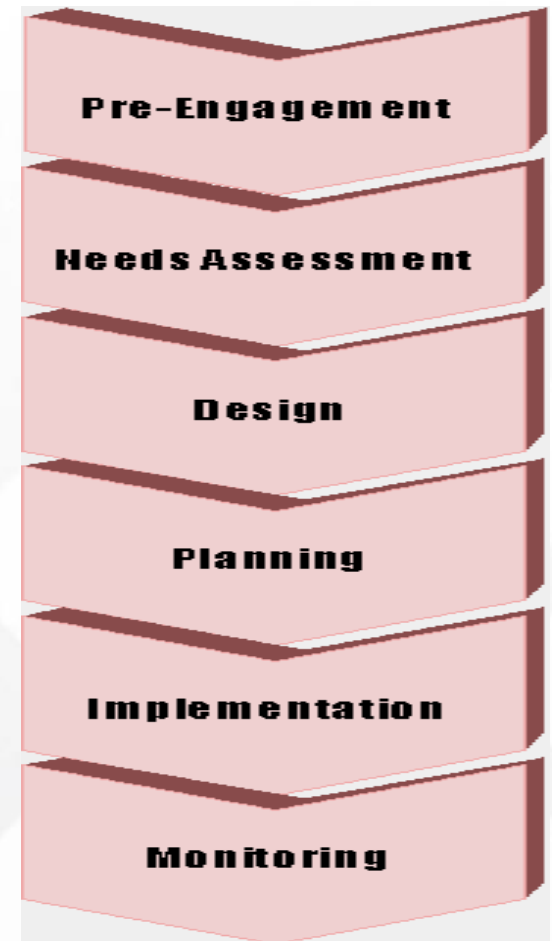 Pre-Engagement
Needs Assessment
Design
Planning
Implementation
Monitoring